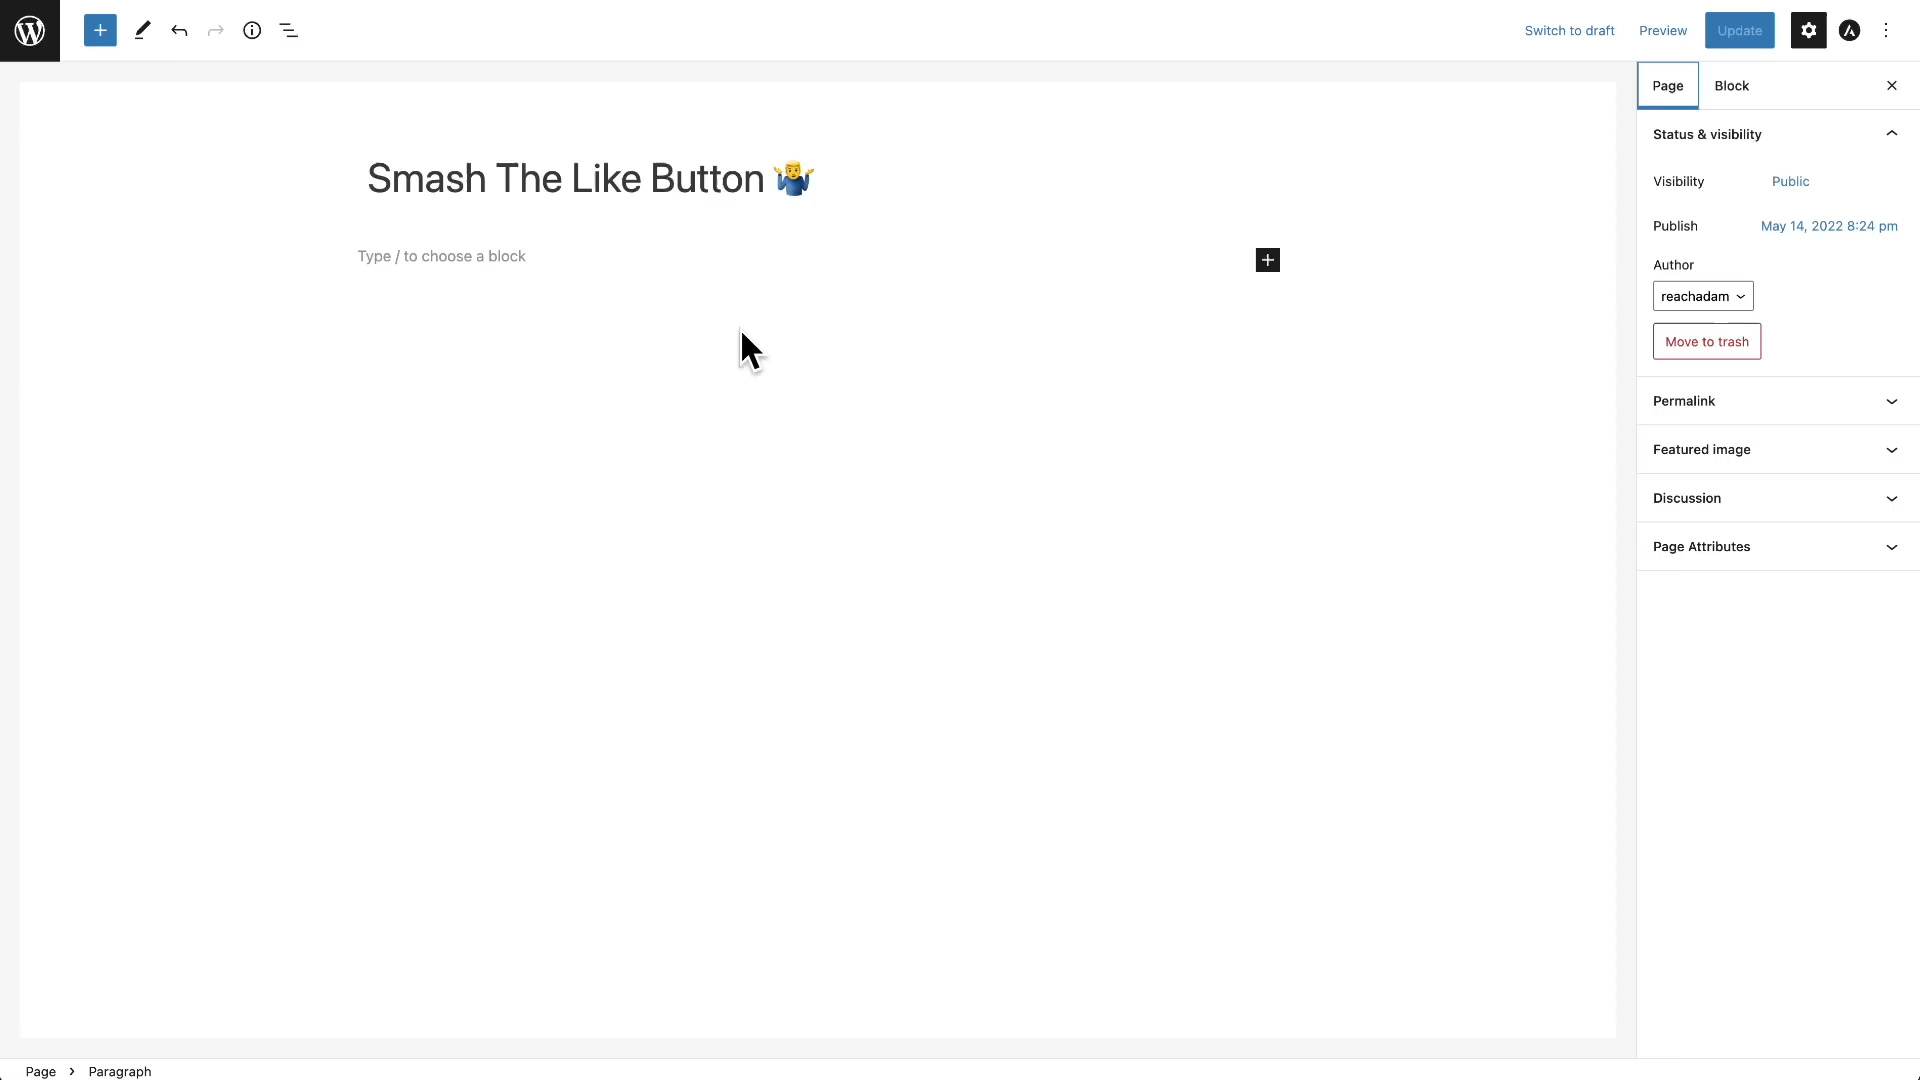 Switch to draft Preview Update
Page Block
Status & visibility
Smash The Like Button 🤷‍♂️
Visibility Public
Publish May 14, 2022 8:24 pm
Type / to choose a block
Author
reachadam
Move to trash
Permalink
Featured image
Discussion
Page Attributes
Page > Paragraph